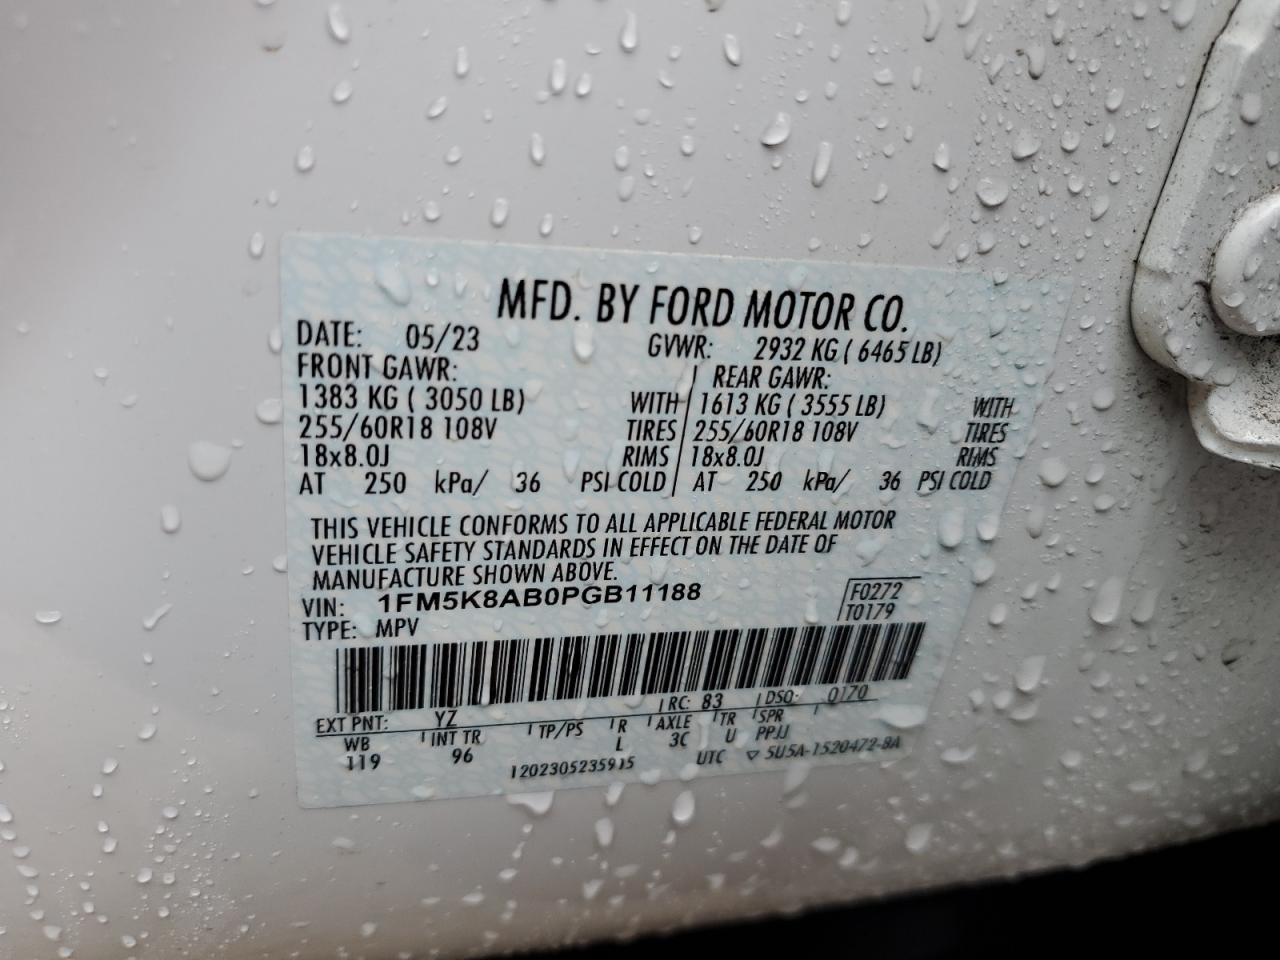 MFD. BY FORD MOTOR CO.
DATE: 05/23 GVWR: 2932 KG ( 6465 LB)
FRONT GAWR: REAR GAWR:
1383 KG ( 3050 LB) WITH 1613 KG ( 3555 LB) WITH
255/60R18 108V TIRES 255/60R18 108V TIRES
18x8.0J RIMS 18x8.0J RIMS
AT 250 kPa/ 36 PSI COLD AT 250 kPa/ 36 PSI COLD
THIS VEHICLE CONFORMS TO ALL APPLICABLE FEDERAL MOTOR
VEHICLE SAFETY STANDARDS IN EFFECT ON THE DATE OF
MANUFACTURE SHOWN ABOVE.
VIN: 1FM5K8AB0PGB11188 F0272
TYPE: MPV T0179
EXT PNT: YZ RC: 83 DSO: Q170
WB INT TR TP/PS R AXLE TR SPR
119 96 L 3C U PPJJ
1202305235915 UTC ▽ 5U5A-1520472-8A